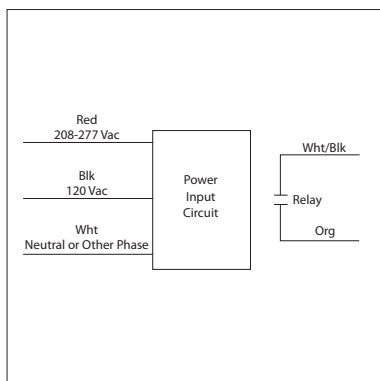 Red
208-277 Vac
Blk
120 Vac
Wht
Neutral or Other Phase
Power
Input
Circuit
Wht/Blk
Relay
Org